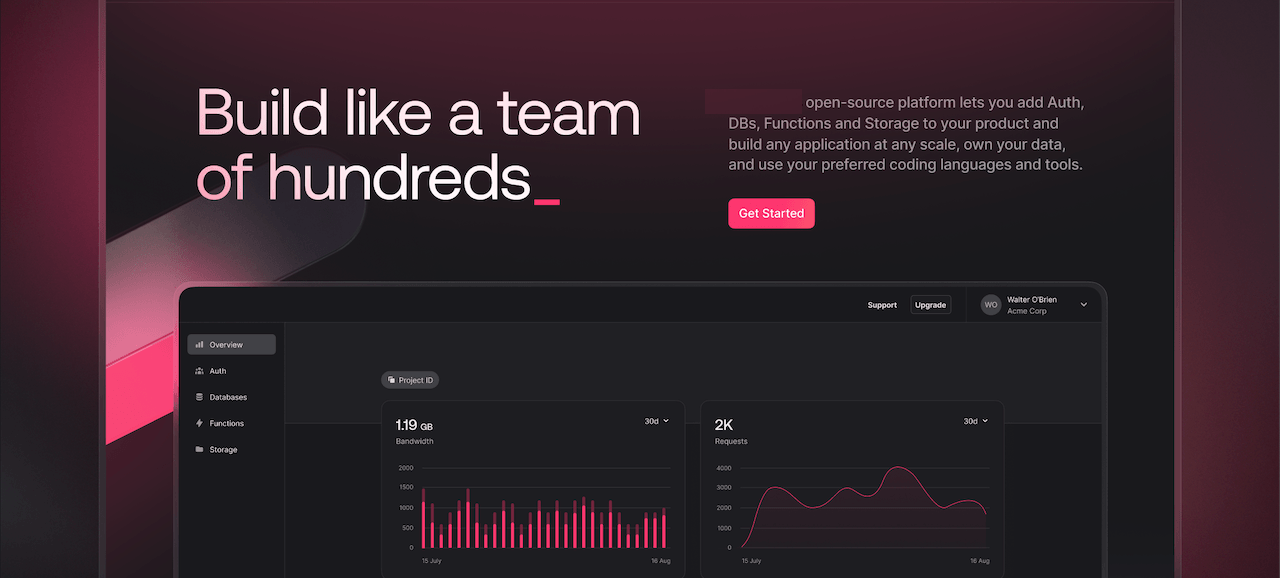 Build like a team
of hundreds_
open-source platform lets you add Auth,
DBs, Functions and Storage to your product and
build any application at any scale, own your data,
and use your preferred coding languages and tools.
Get Started
Support
Upgrade
WO
Walter O'Brien
Acme Corp
Overview
Auth
Databases
Functions
Storage
Project ID
1.19 GB
30d
Bandwidth
2000
1500
1000
500
0
15 July
16 Aug
2K
30d
Requests
4000
3000
2000
1000
0
15 July
16 Aug